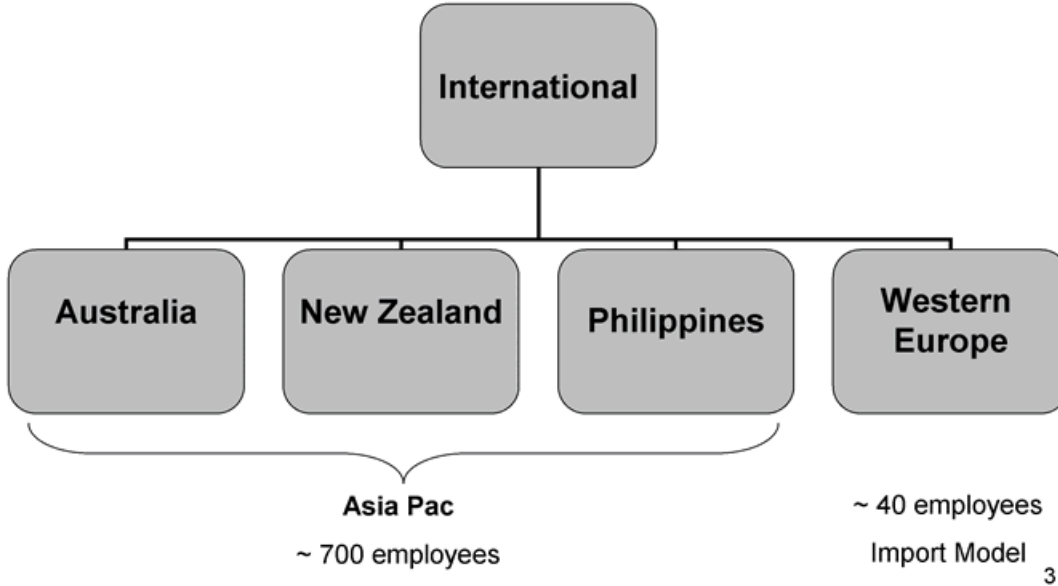 International
Australia
New Zealand
Philippines
Western
Europe
Asia Pac
~ 700 employees
~ 40 employees
Import Model
3